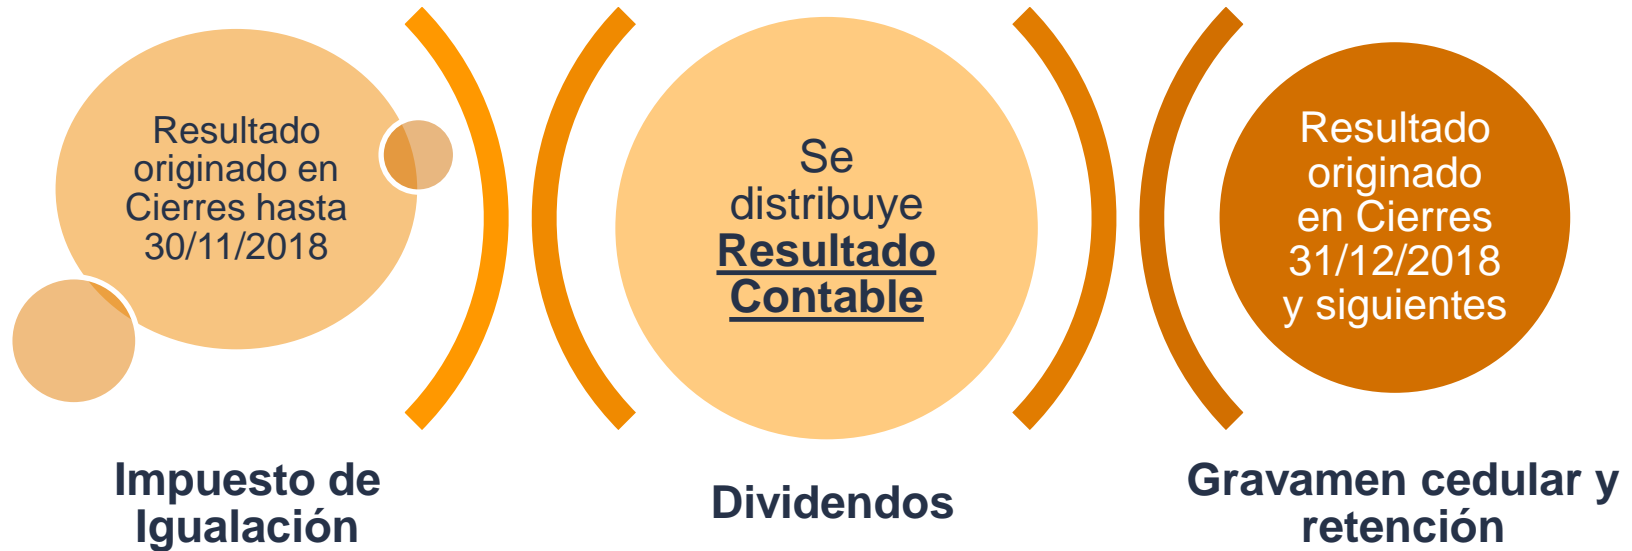 Resultado
originado en
Cierres hasta
30/11/2018
Impuesto de
Igualación
Se
distribuye
Resultado
Contable
Dividendos
Resultado
originado
en Cierres
31/12/2018
y siguientes
Gravamen cedular y
retención